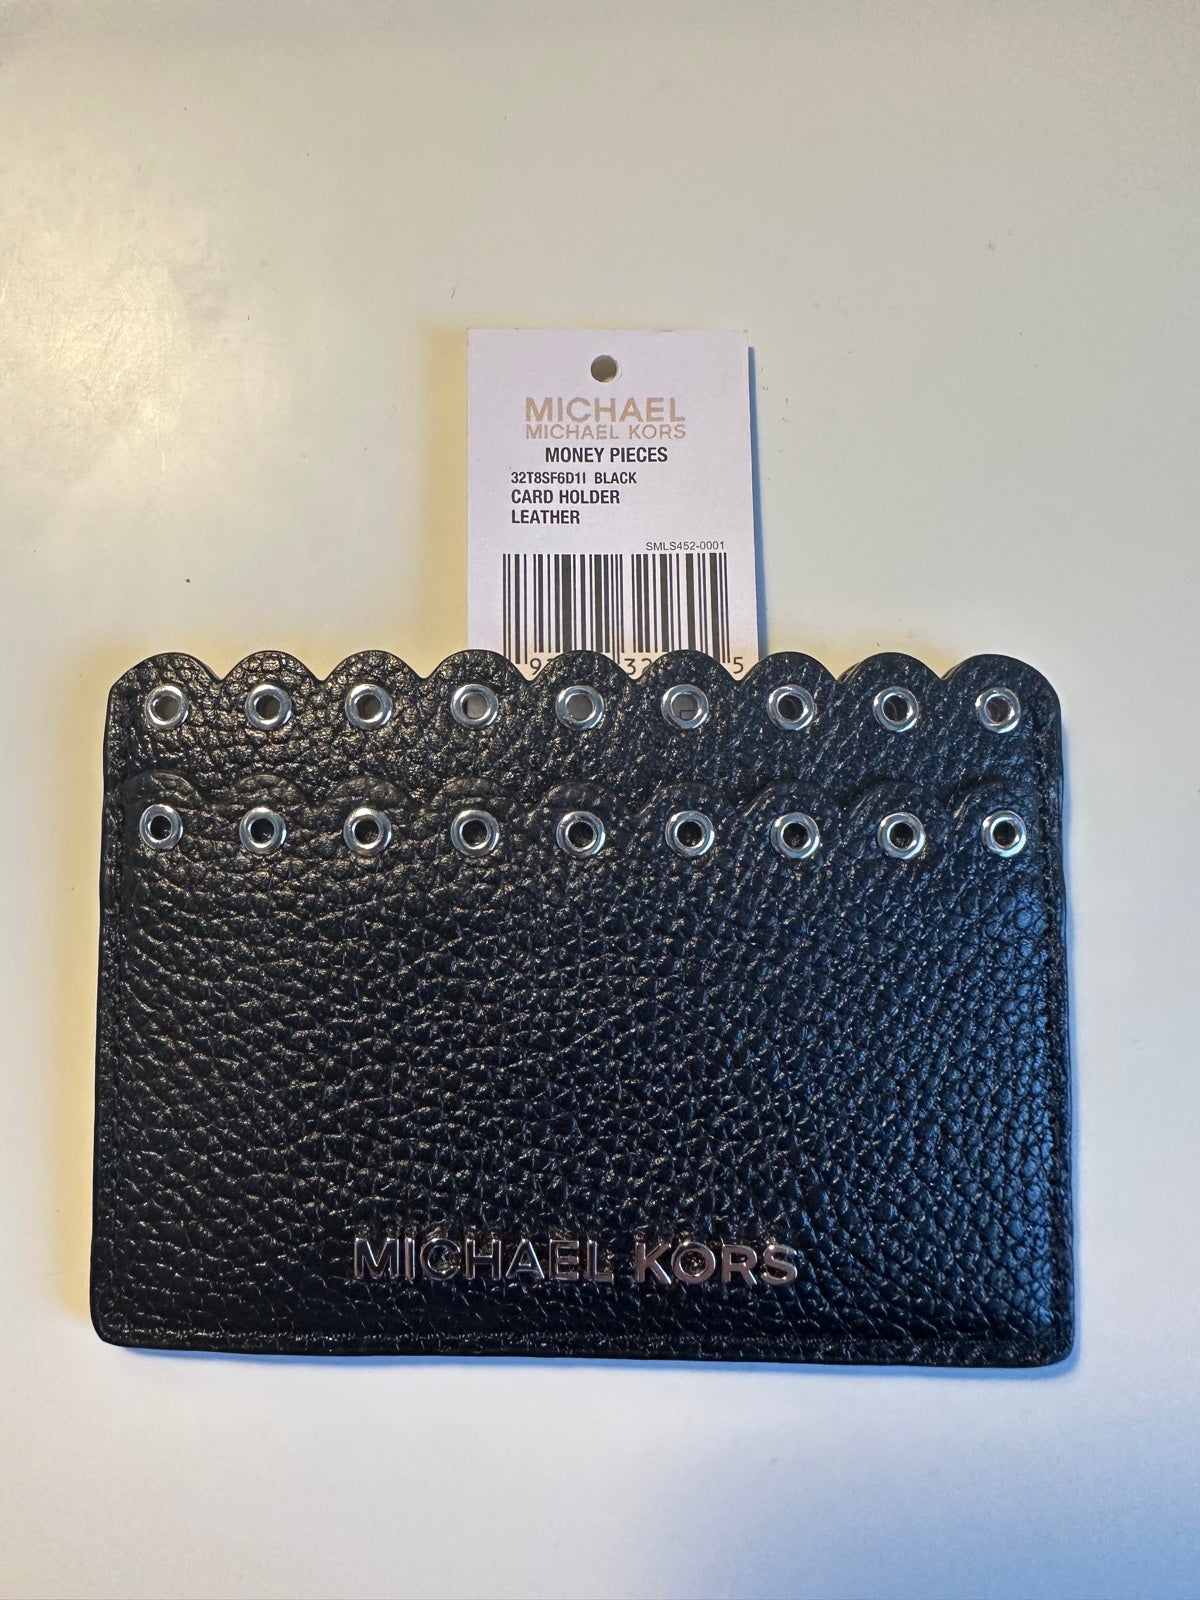 MICHAEL
MICHAEL KORS
MONEY PIECES
32T8SF6D1I BLACK
CARD HOLDER
LEATHER
SMLS452-0001
MICHAEL KORS